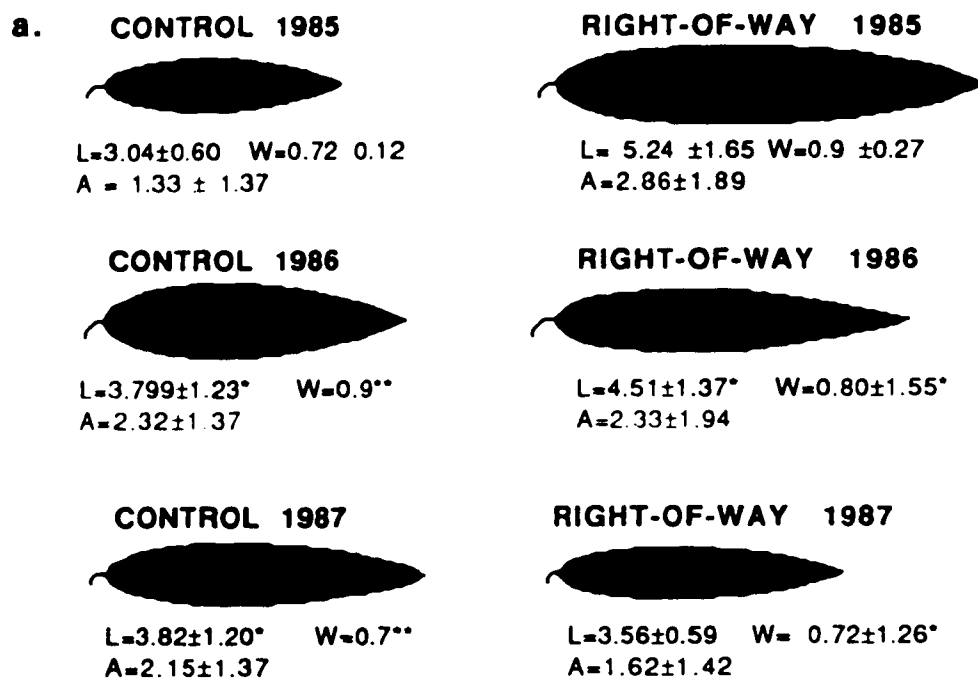 a. CONTROL 1985 RIGHT-OF-WAY 1985
L=3.04±0.60 W=0.72 0.12 L= 5.24 ±1.65 W=0.9 ±0.27
A = 1.33 ± 1.37 A=2.86±1.89
CONTROL 1986 RIGHT-OF-WAY 1986
L=3.799±1.23* W=0.9** L=4.51±1.37* W=0.80±1.55*
A=2.32±1.37 A=2.33±1.94
CONTROL 1987 RIGHT-OF-WAY 1987
L=3.82±1.20* W=0.7** L=3.56±0.59 W= 0.72±1.26*
A=2.15±1.37 A=1.62±1.42